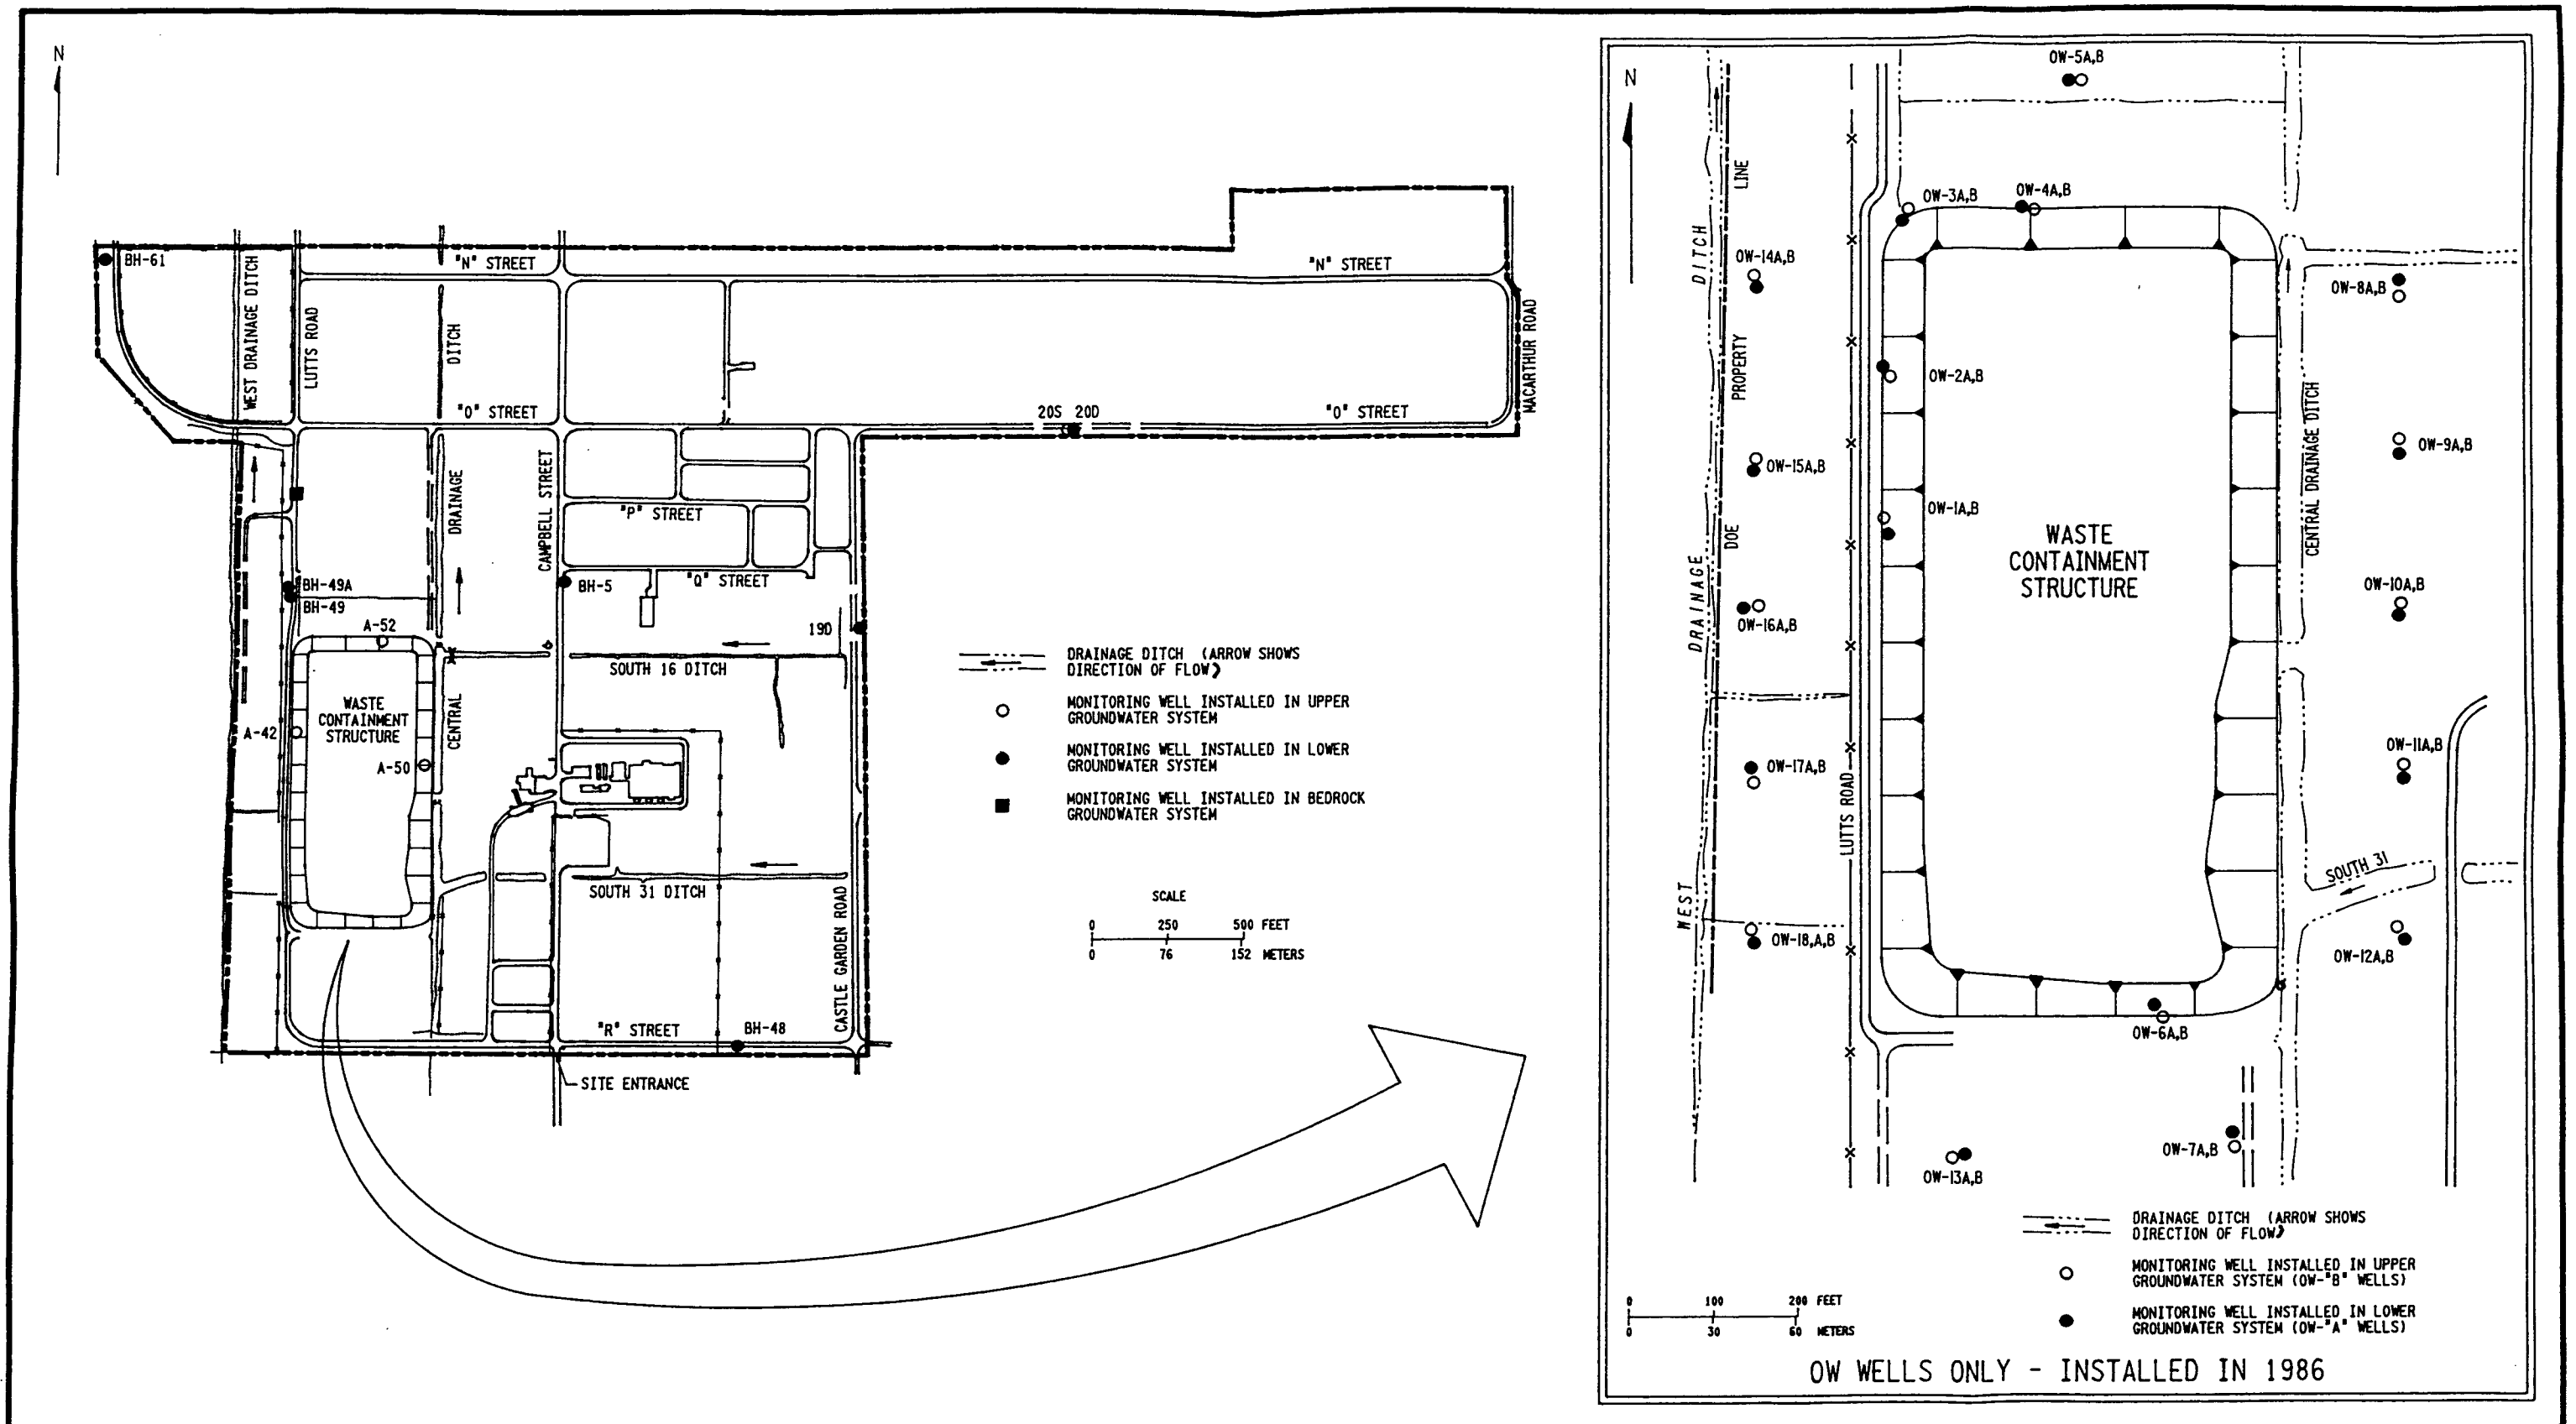 N
BH-61
WEST DRAINAGE DITCH
LUTTS ROAD
"N" STREET
DITCH
"N" STREET
MACARTHUR ROAD
"O" STREET
20S 20D
"O" STREET
DRAINAGE
CAMPBELL STREET
"P" STREET
BH-49A
BH-49
BH-5
"Q" STREET
A-52
19D
SOUTH 16 DITCH
WASTE
CONTAINMENT
STRUCTURE
CENTRAL
A-42
A-50
SOUTH 31 DITCH
CASTLE GARDEN ROAD
"R" STREET
BH-48
SITE ENTRANCE
DRAINAGE DITCH (ARROW SHOWS
DIRECTION OF FLOW)
MONITORING WELL INSTALLED IN UPPER
GROUNDWATER SYSTEM
MONITORING WELL INSTALLED IN LOWER
GROUNDWATER SYSTEM
MONITORING WELL INSTALLED IN BEDROCK
GROUNDWATER SYSTEM
SCALE
0 250 500 FEET
0 76 152 METERS
N
OW-5A,B
LINE
OW-3A,B
OW-4A,B
DITCH
OW-14A,B
OW-8A,B
PROPERTY
OW-2A,B
CENTRAL DRAINAGE DITCH
OW-15A,B
OW-9A,B
DOE
OW-1A,B
WASTE
CONTAINMENT
STRUCTURE
DRAINAGE
OW-16A,B
OW-10A,B
OW-17A,B
LUTTS ROAD
OW-11A,B
SOUTH 31
WEST
OW-18,A,B
OW-12A,B
OW-6A,B
OW-7A,B
OW-13A,B
DRAINAGE DITCH (ARROW SHOWS
DIRECTION OF FLOW)
MONITORING WELL INSTALLED IN UPPER
GROUNDWATER SYSTEM (OW-"B" WELLS)
MONITORING WELL INSTALLED IN LOWER
GROUNDWATER SYSTEM (OW-"A" WELLS)
0 100 200 FEET
0 30 60 METERS
OW WELLS ONLY - INSTALLED IN 1986